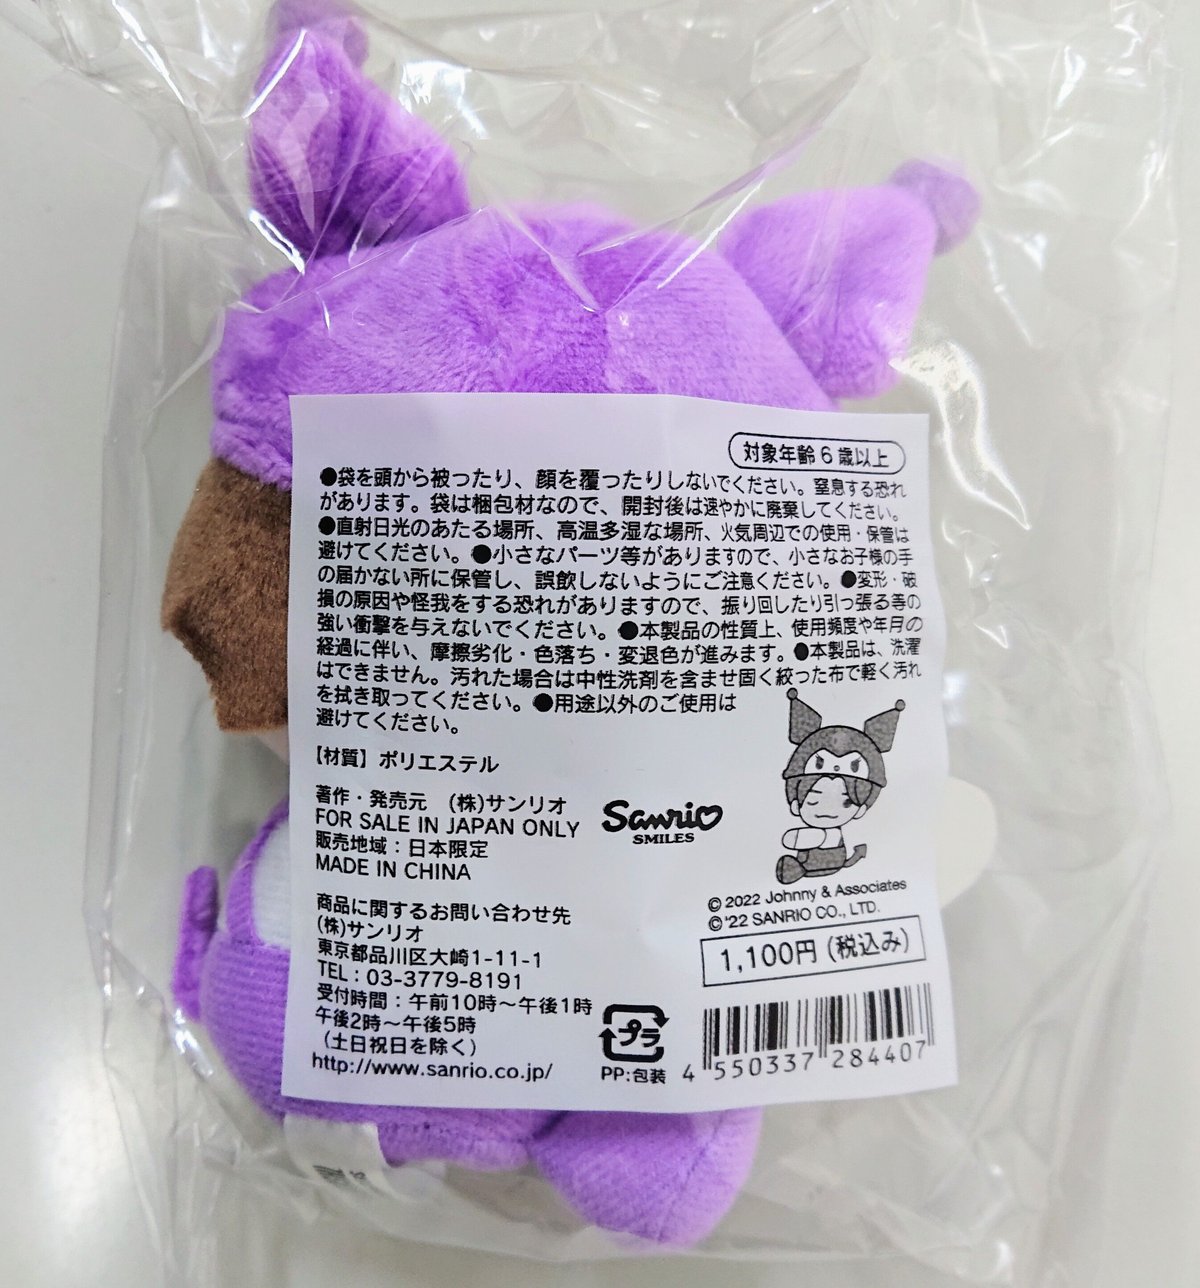 対象年齢6歳以上
●袋を頭から被ったり、顔を覆ったりしないでください。窒息する恐れ
があります。袋は梱包材なので、開封後は速やかに廃棄してください。
●直射日光のあたる場所、高温多湿な場所、火気周辺での使用・保管は
避けてください。●小さなパーツ等がありますので、小さなお子様の手
の届かない所に保管し、誤飲しないようにご注意ください。●変形・破
損の原因や怪我をする恐れがありますので、振り回したり引っ張る等の
強い衝撃を与えないでください。●本製品の性質上、使用頻度や年月の
経過に伴い、摩擦劣化・色落ち・変退色が進みます。●本製品は、洗濯
はできません。汚れた場合は中性洗剤を含ませ固く絞った布で軽く汚れ
を拭き取ってください。●用途以外のご使用は
避けてください。
【材質】ポリエステル
著作・発売元 (株)サンリオ
FOR SALE IN JAPAN ONLY
販売地域：日本限定
MADE IN CHINA
Sanrio
SMILES
© 2022 Johnny & Associates
© '22 SANRIO CO., LTD.
1,100円 (税込み)
商品に関するお問い合わせ先
(株)サンリオ
東京都品川区大崎1-11-1
TEL：03-3779-8191
受付時間：午前10時～午後1時
午後2時～午後5時
（土日祝日を除く）
http://www.sanrio.co.jp/
プラ
PP:包装
4 550337 284407